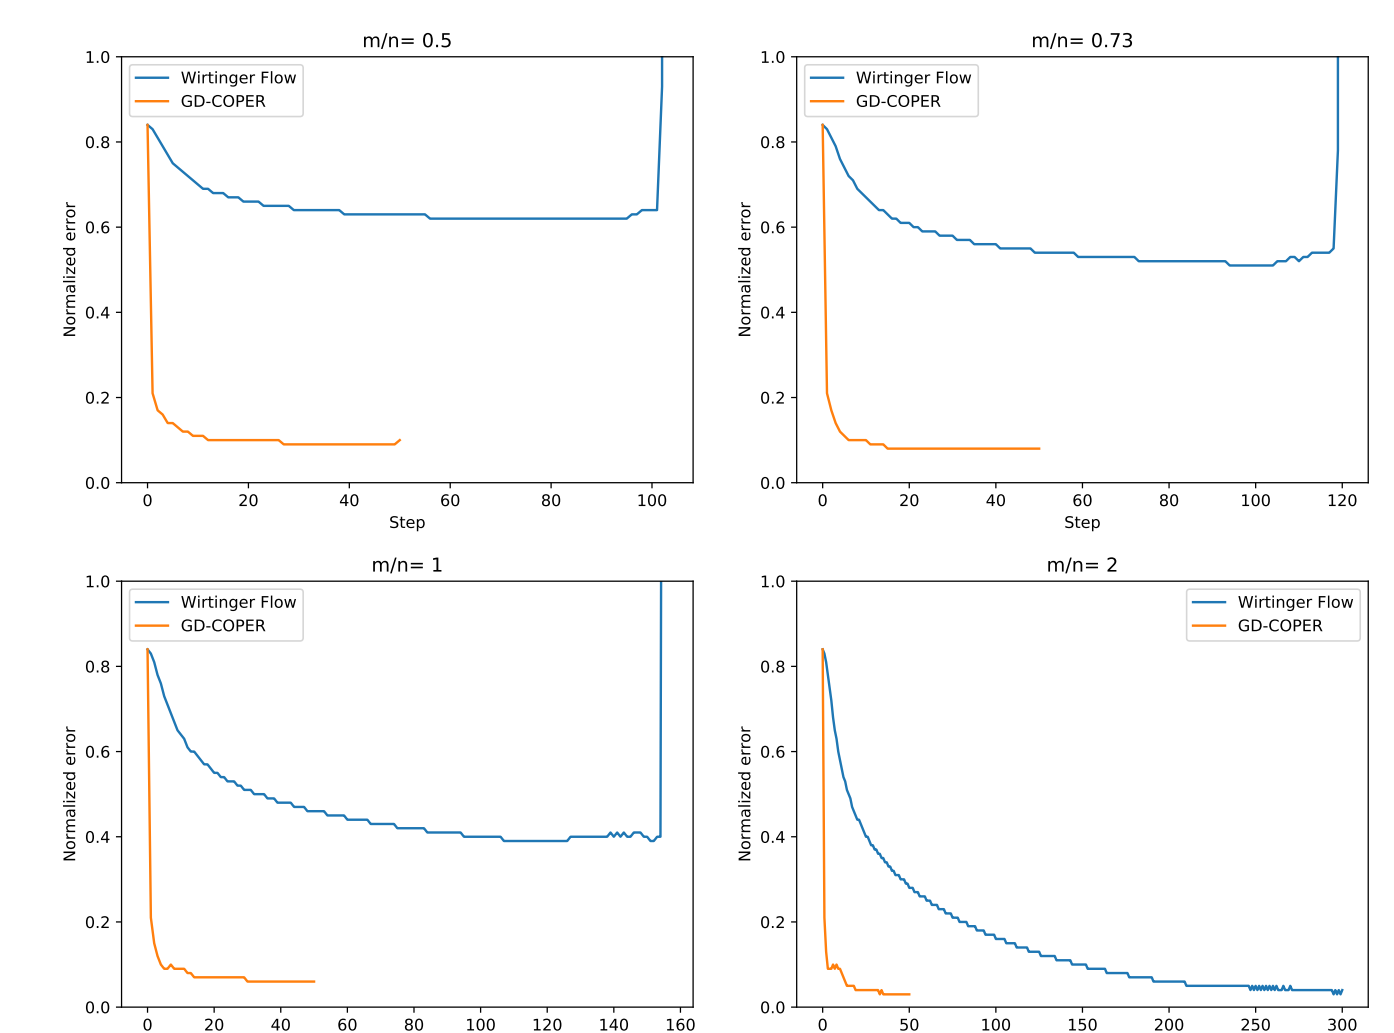 m/n= 0.5
Wirtinger Flow
GD-COPER
Normalized error
1.0
0.8
0.6
0.4
0.2
0.0
0 20 40 60 80 100
Step
m/n= 0.73
Wirtinger Flow
GD-COPER
Normalized error
1.0
0.8
0.6
0.4
0.2
0.0
0 20 40 60 80 100 120
Step
m/n= 1
Wirtinger Flow
GD-COPER
Normalized error
1.0
0.8
0.6
0.4
0.2
0.0
0 20 40 60 80 100 120 140 160
m/n= 2
Wirtinger Flow
GD-COPER
Normalized error
1.0
0.8
0.6
0.4
0.2
0.0
0 50 100 150 200 250 300